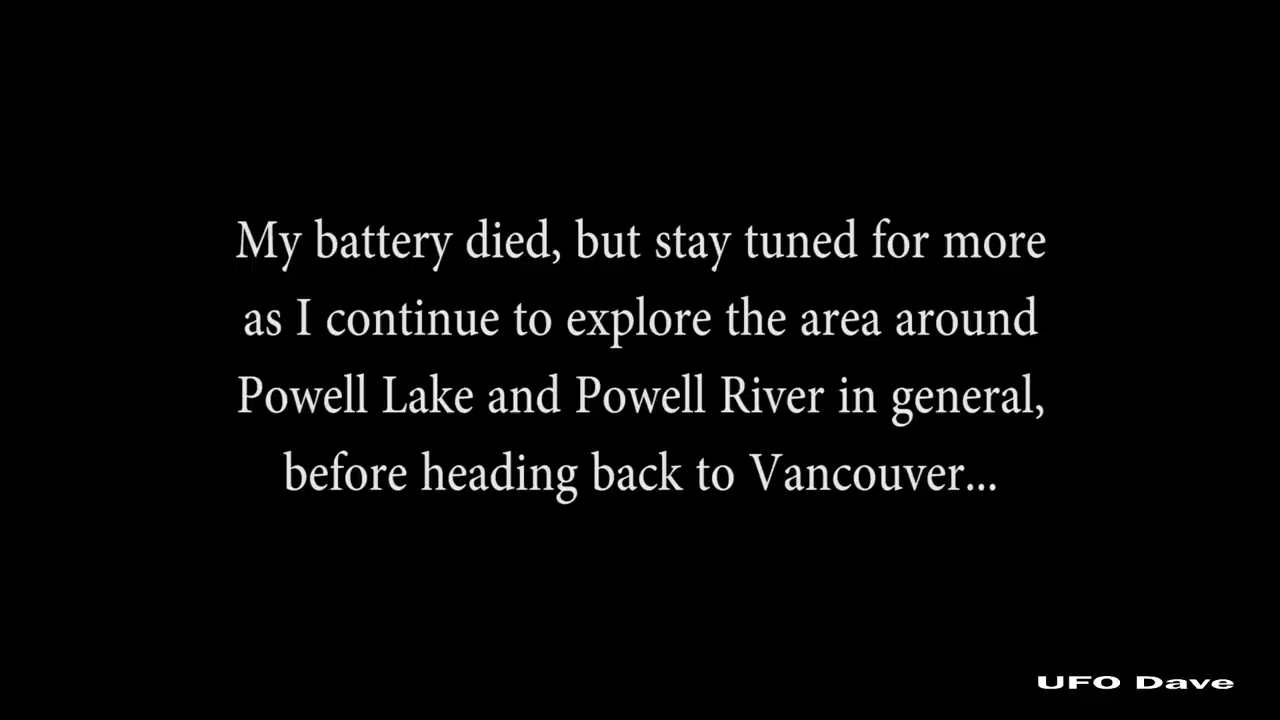 My battery died, but stay tuned for more
as I continue to explore the area around
Powell Lake and Powell River in general,
before heading back to Vancouver...
UFO Dave